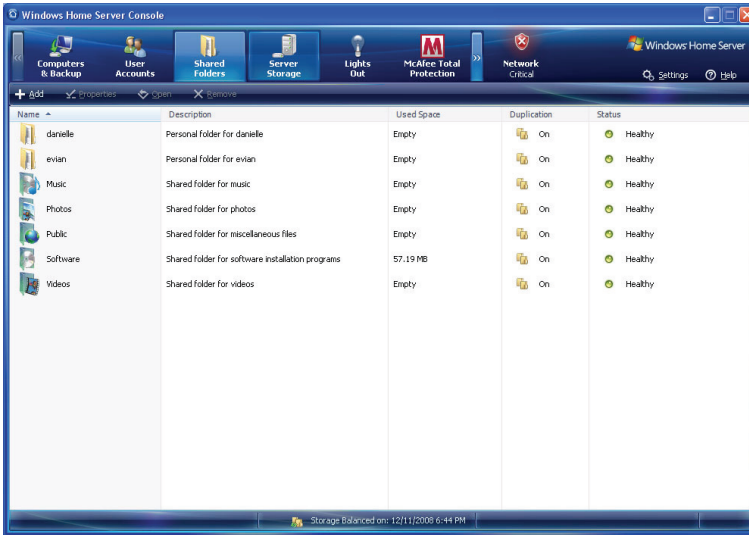 Windows Home Server Console
Computers & Backup
User Accounts
Shared Folders
Server Storage
Lights Out
McAfee Total Protection
Network Critical
Windows Home Server
Settings
Help
Add
Properties
Open
Remove
Name Description Used Space Duplication Status
danielle Personal folder for danielle Empty On Healthy
evian Personal folder for evian Empty On Healthy
Music Shared folder for music Empty On Healthy
Photos Shared folder for photos Empty On Healthy
Public Shared folder for miscellaneous files Empty On Healthy
Software Shared folder for software installation programs 57.19 MB On Healthy
Videos Shared folder for videos Empty On Healthy
Storage Balanced on: 12/11/2008 6:44 PM